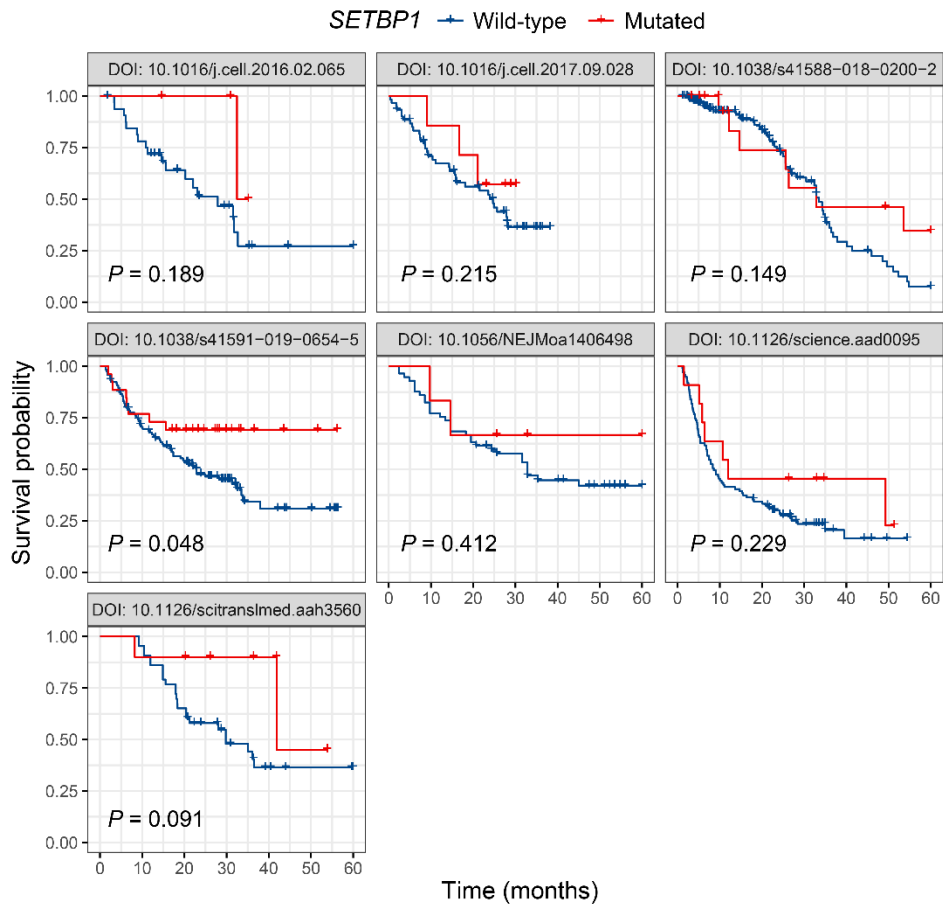 SETBP1 Wild-type Mutated
DOI: 10.1016/j.cell.2016.02.065
DOI: 10.1016/j.cell.2017.09.028
DOI: 10.1038/s41588−018−0200−2
1.00
0.75
0.50
0.25
0.00
P = 0.189
P = 0.215
P = 0.149
DOI: 10.1038/s41591−019−0654−5
DOI: 10.1056/NEJMoa1406498
DOI: 10.1126/science.aad0095
Survival probability
1.00
0.75
0.50
0.25
0.00
P = 0.048
P = 0.412
P = 0.229
0 10 20 30 40 50 60
0 10 20 30 40 50 60
DOI: 10.1126/scitranslmed.aah3560
1.00
0.75
0.50
0.25
0.00
P = 0.091
0 10 20 30 40 50 60
Time (months)